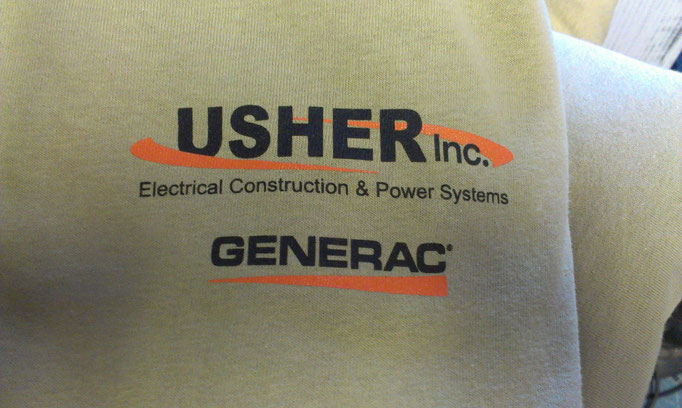 USHER Inc.
Electrical Construction & Power Systems
GENERAC®